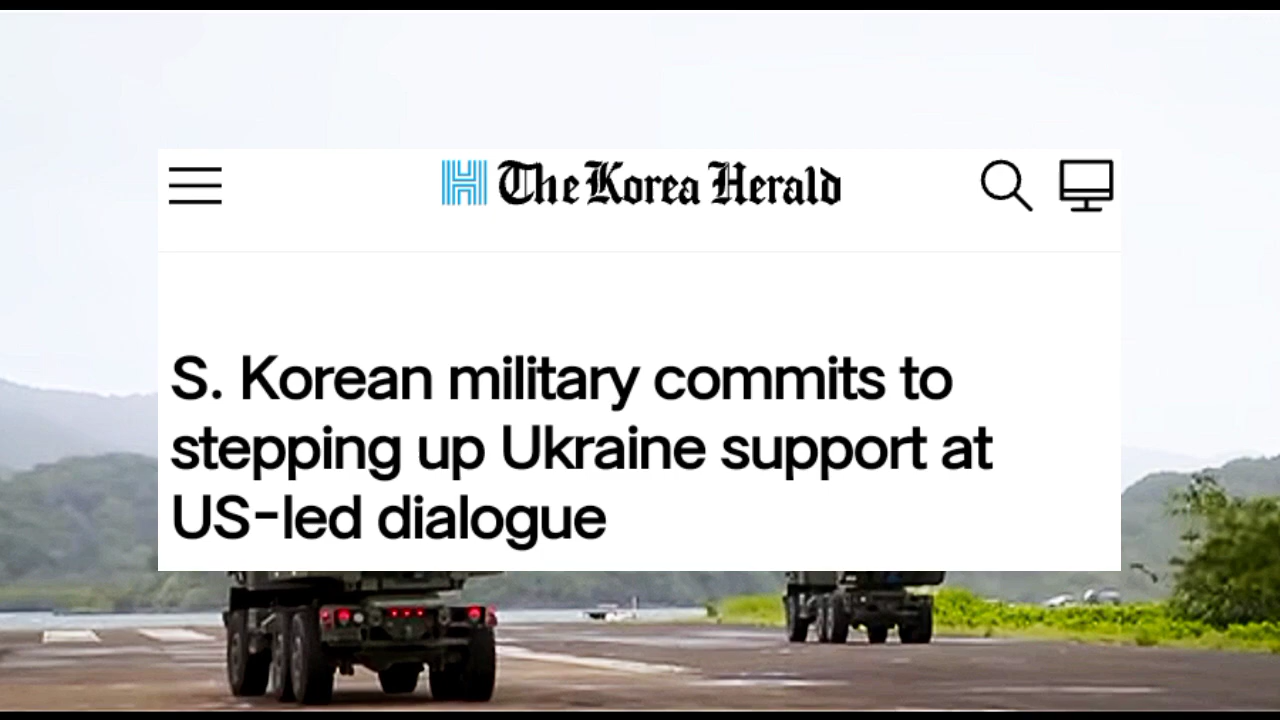 The Korea Herald
S. Korean military commits to
stepping up Ukraine support at
US-led dialogue